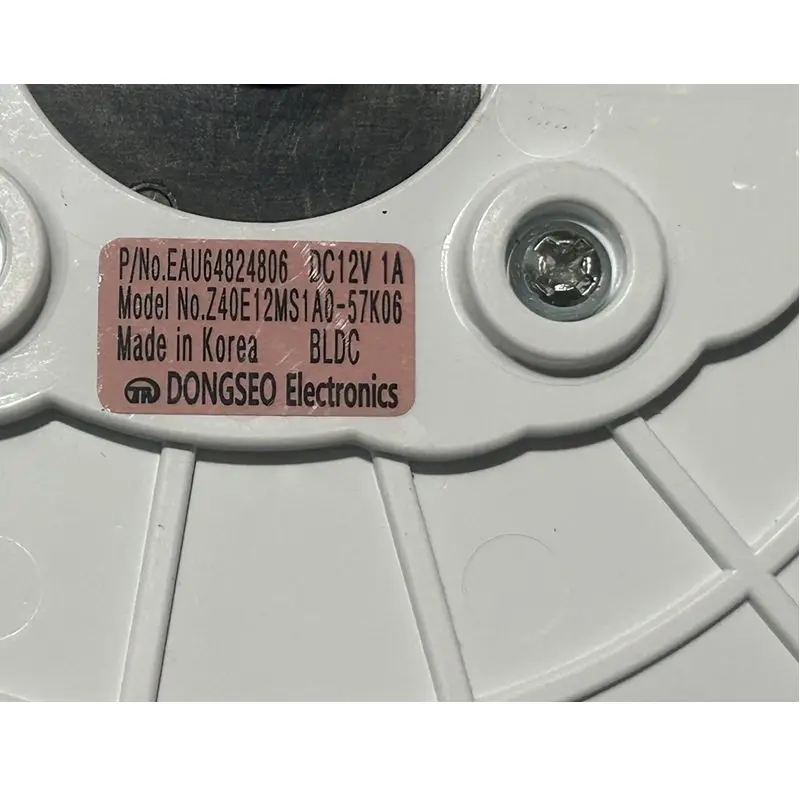 P/No.EAU64824806 DC12V 1A
Model No.Z40E12MS1A0-57K06
Made in Korea BLDC
DONGSEO Electronics